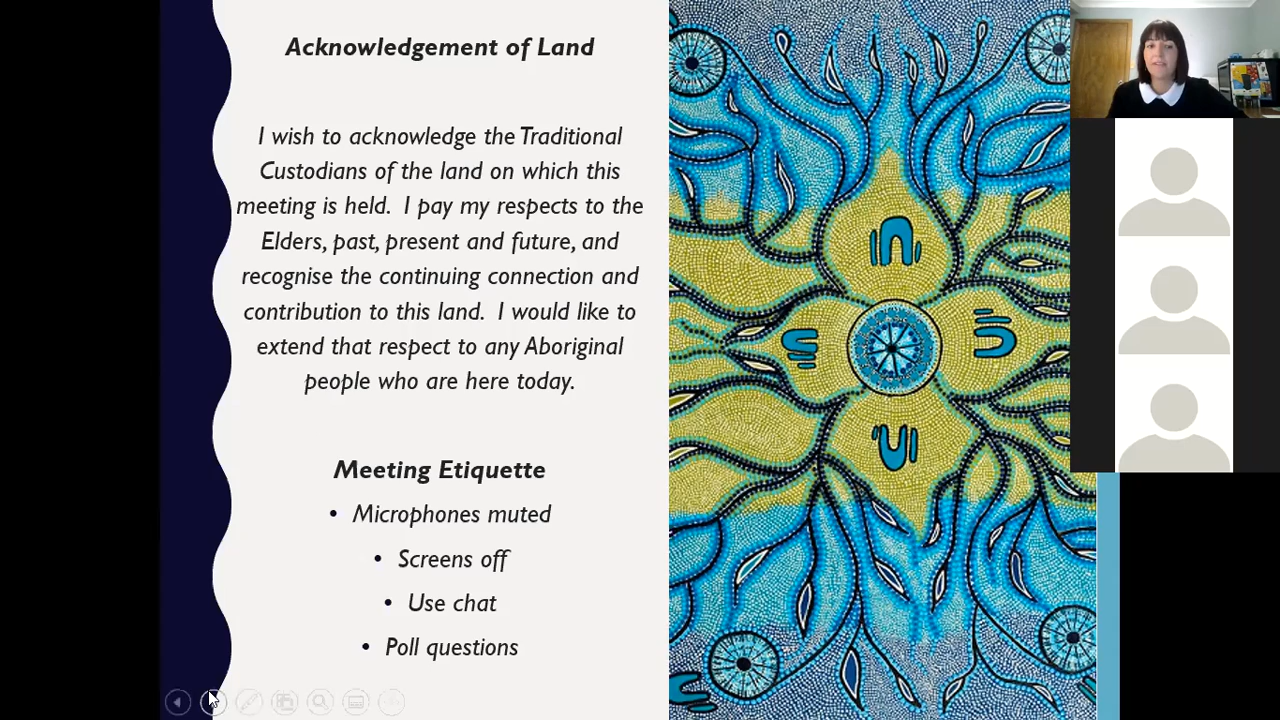 Acknowledgement of Land
I wish to acknowledge the Traditional
Custodians of the land on which this
meeting is held.  I pay my respects to the
Elders, past, present and future, and
recognise the continuing connection and
contribution to this land.  I would like to
extend that respect to any Aboriginal
people who are here today.
Meeting Etiquette
• Microphones muted
• Screens off
• Use chat
• Poll questions